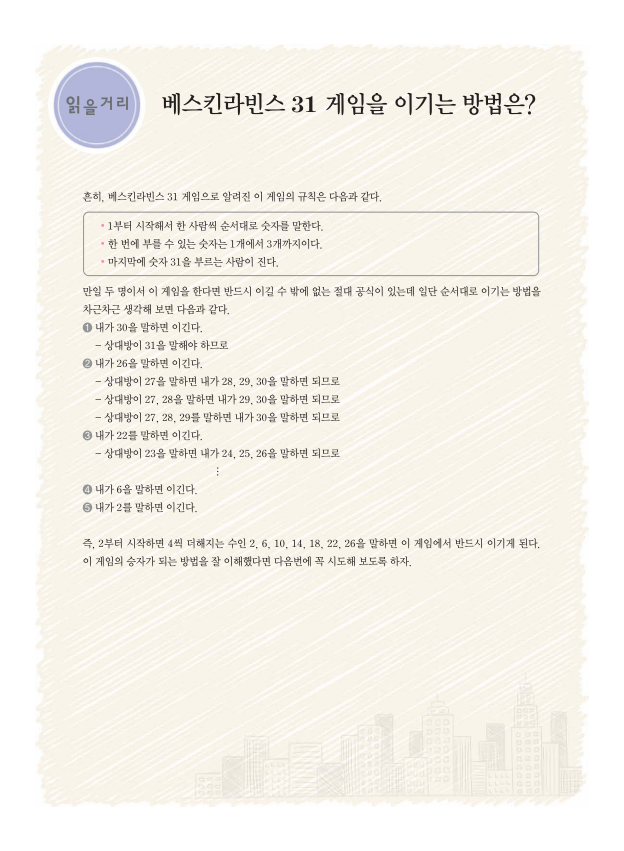 읽을거리
베스킨라빈스 31 게임을 이기는 방법은?
흔히, 베스킨라빈스 31 게임으로 알려진 이 게임의 규칙은 다음과 같다.
• 1부터 시작해서 한 사람씩 순서대로 숫자를 말한다.
• 한 번에 부를 수 있는 숫자는 1개에서 3개까지이다.
• 마지막에 숫자 31을 부르는 사람이 진다.
만일 두 명이서 이 게임을 한다면 반드시 이길 수 밖에 없는 절대 공식이 있는데 일단 순서대로 이기는 방법을
차근차근 생각해 보면 다음과 같다.
❶ 내가 30을 말하면 이긴다.
– 상대방이 31을 말해야 하므로
❷ 내가 26을 말하면 이긴다.
– 상대방이 27을 말하면 내가 28, 29, 30을 말하면 되므로
– 상대방이 27, 28을 말하면 내가 29, 30을 말하면 되므로
– 상대방이 27, 28, 29를 말하면 내가 30을 말하면 되므로
❸ 내가 22를 말하면 이긴다.
– 상대방이 23을 말하면 내가 24, 25, 26을 말하면 되므로
⋮
❹ 내가 6을 말하면 이긴다.
❺ 내가 2를 말하면 이긴다.
즉, 2부터 시작하면 4씩 더해지는 수인 2, 6, 10, 14, 18, 22, 26을 말하면 이 게임에서 반드시 이기게 된다.
이 게임의 승자가 되는 방법을 잘 이해했다면 다음번에 꼭 시도해 보도록 하자.